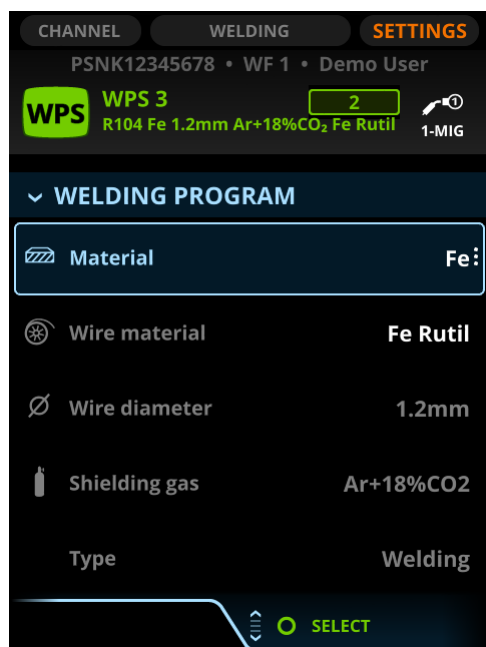 CHANNEL WELDING SETTINGS
PSNK12345678 • WF 1 • Demo User
WPS WPS 3 2 1
R104 Fe 1.2mm Ar+18%CO₂ Fe Rutil 1-MIG
WELDING PROGRAM
Material Fe
Wire material Fe Rutil
Wire diameter 1.2mm
Shielding gas Ar+18%CO2
Type Welding
SELECT